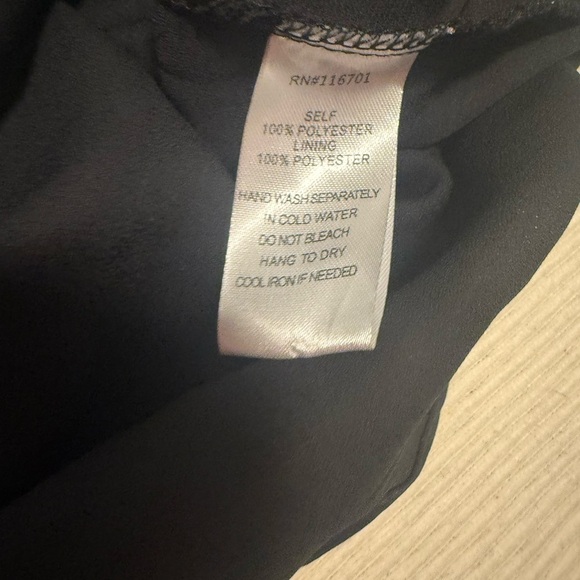 RN#116701
SELF
100% POLYESTER
LINING
100% POLYESTER
HAND WASH SEPARATELY
IN COLD WATER
DO NOT BLEACH
HANG TO DRY
COOL IRON IF NEEDED